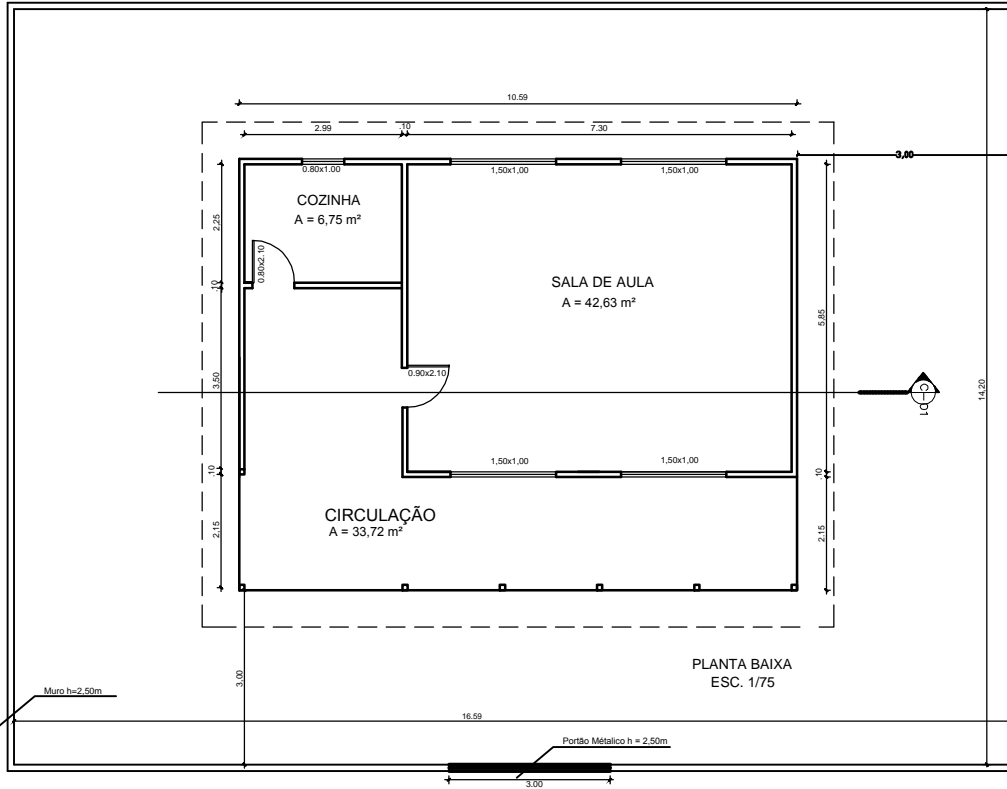 10.59
2.99
.10
7.30
3,00
0.80x1.00
1,50x1,00
1,50x1,00
COZINHA
A = 6,75 m²
2,25
0.80x2.10
.10
SALA DE AULA
A = 42,63 m²
5,85
3,50
0.90x2.10
C
D1
14,20
1,50x1,00
1,50x1,00
.10
.10
CIRCULAÇÃO
A = 33,72 m²
2,15
2,15
3.00
PLANTA BAIXA
ESC. 1/75
Muro h=2,50m
16.59
Portão Métalico h = 2,50m
3.00